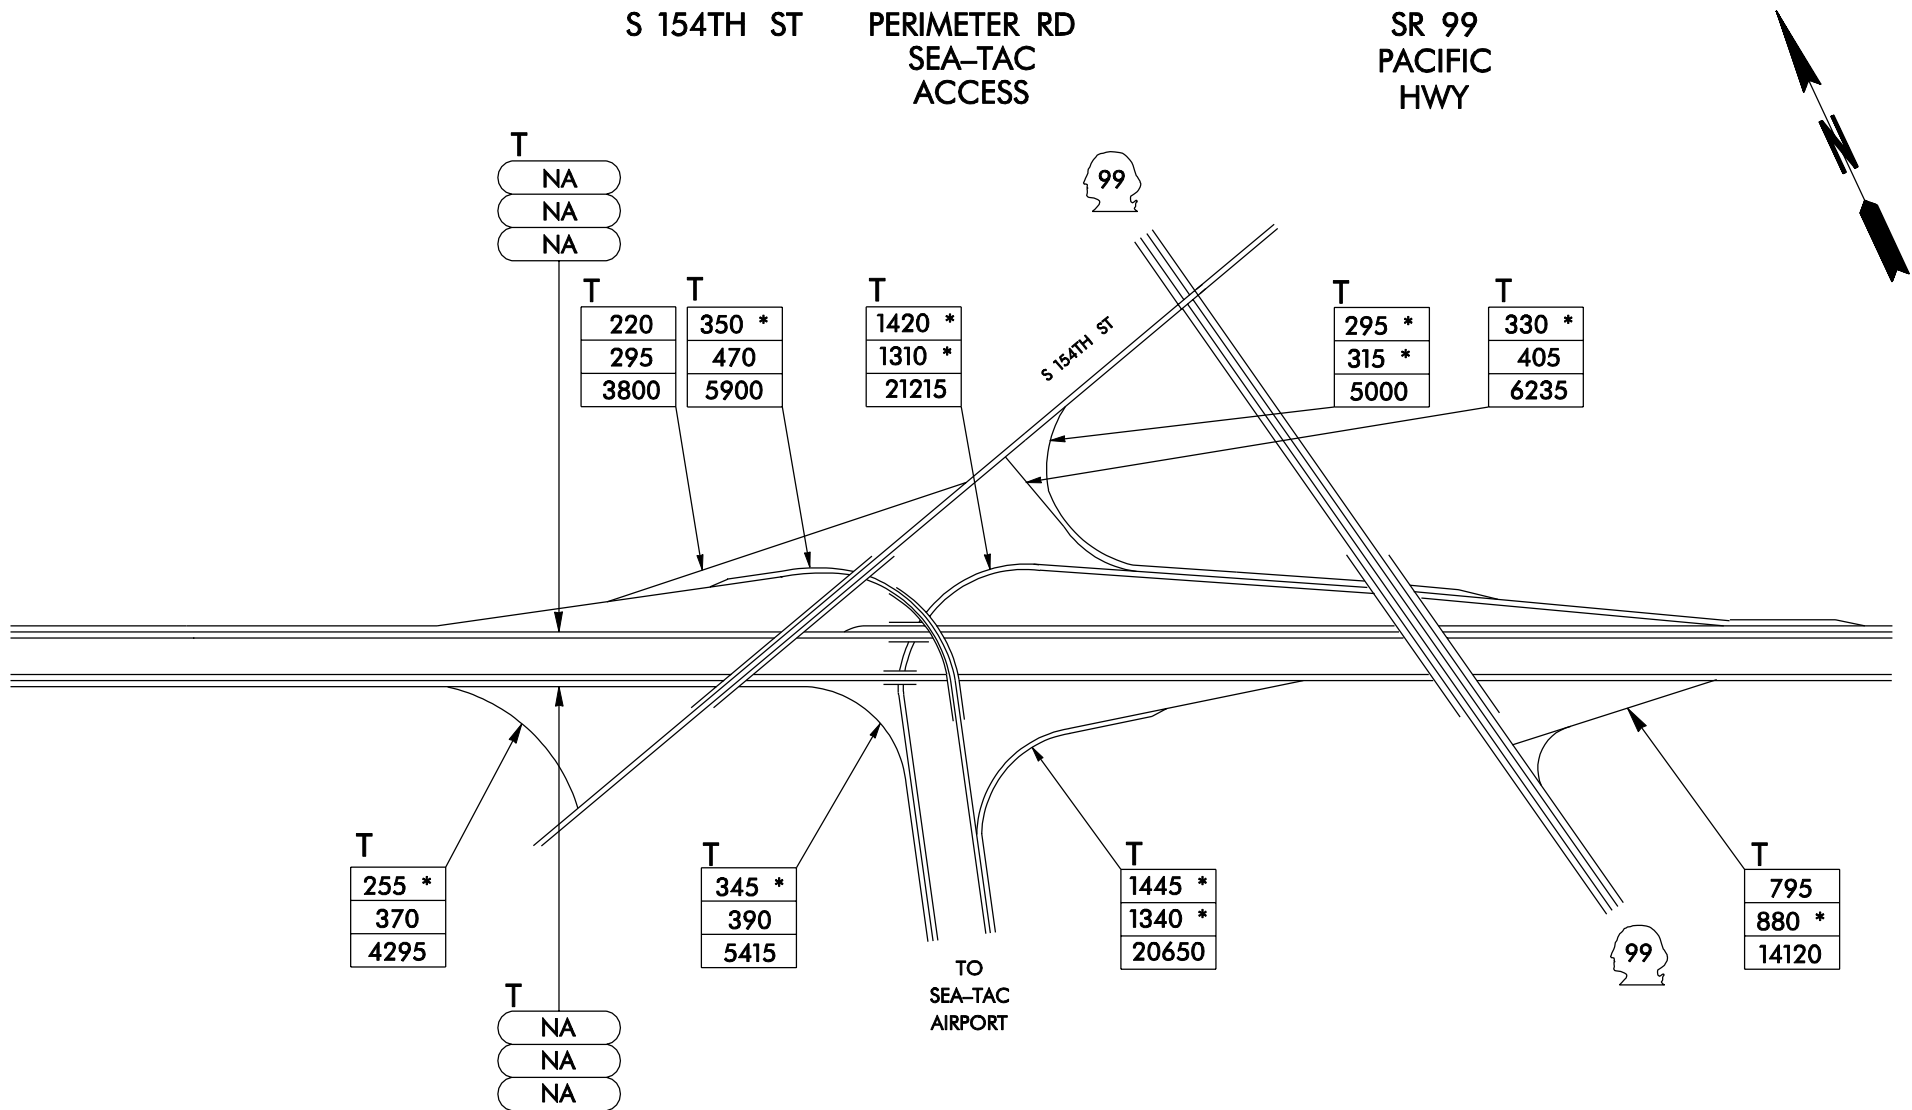 S 154TH ST
PERIMETER RD
SEA–TAC
ACCESS
SR 99
PACIFIC
HWY
N
T
NA
NA
NA
99
T
220
295
3800
T
350 *
470
5900
T
1420 *
1310 *
21215
S 154TH ST
T
295 *
315 *
5000
T
330 *
405
6235
T
255 *
370
4295
T
345 *
390
5415
T
1445 *
1340 *
20650
T
795
880 *
14120
99
TO
SEA–TAC
AIRPORT
T
NA
NA
NA